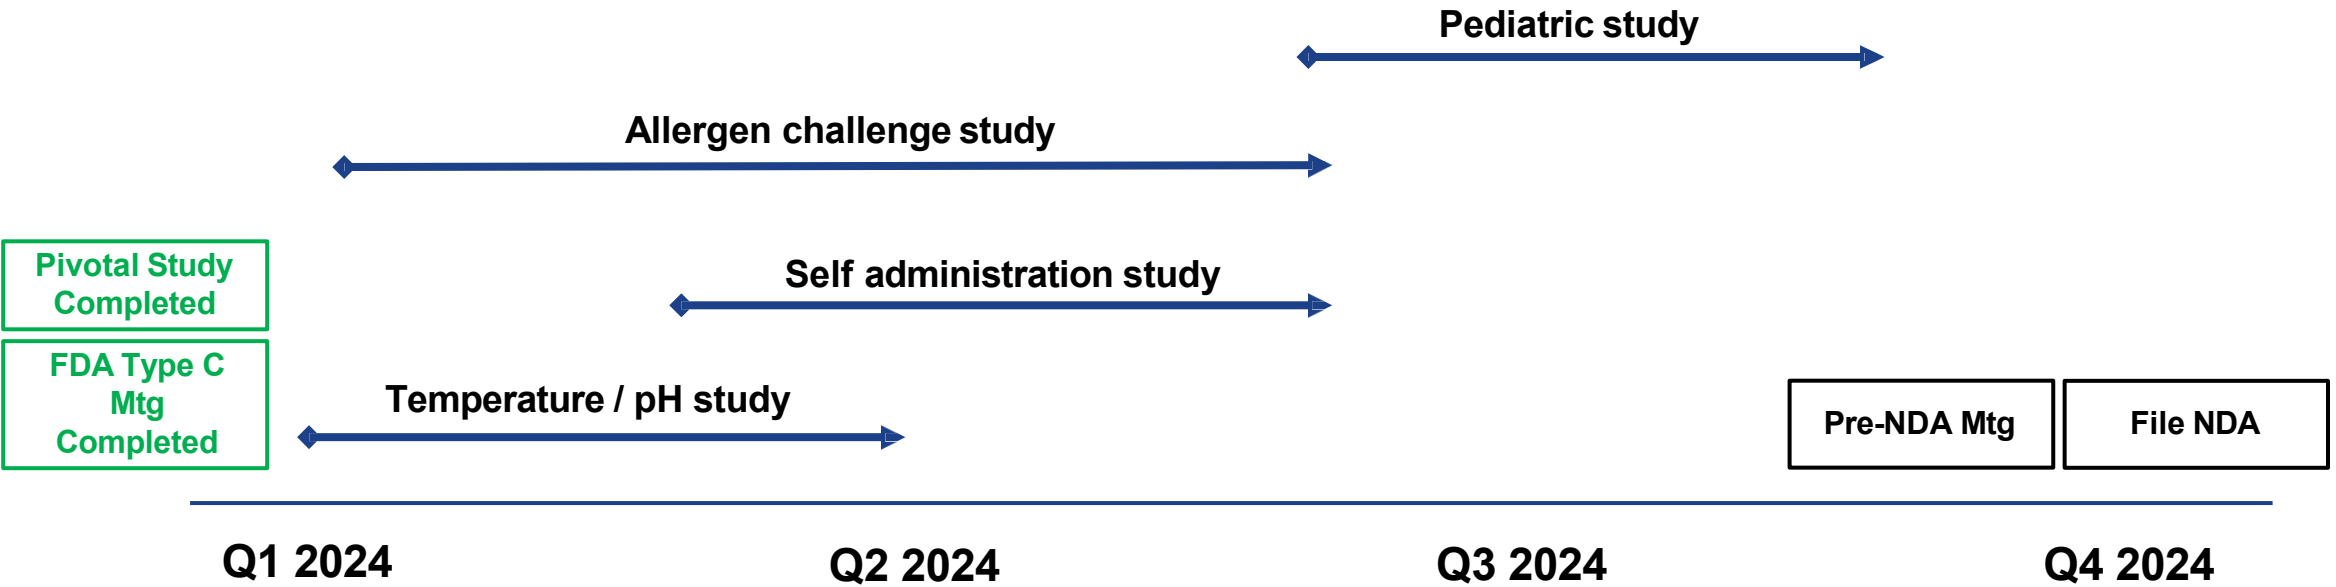 Pediatric study
Allergen challenge study
Pivotal Study
Completed
Self administration study
FDA Type C
Mtg
Completed
Temperature / pH study
Pre-NDA Mtg
File NDA
Q1 2024
Q2 2024
Q3 2024
Q4 2024